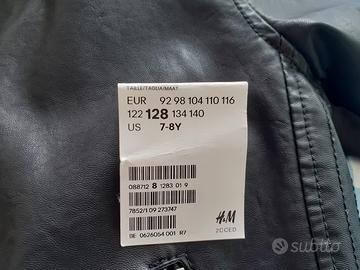 TAILLE/TAGLIA/MAAT
EUR 92 98 104 110 116
122 128 134 140
US 7-8Y
088712 8 1283 01 9
7852/1 09 273747
H&M
BE 0626054 001 R7
2CCED
subito